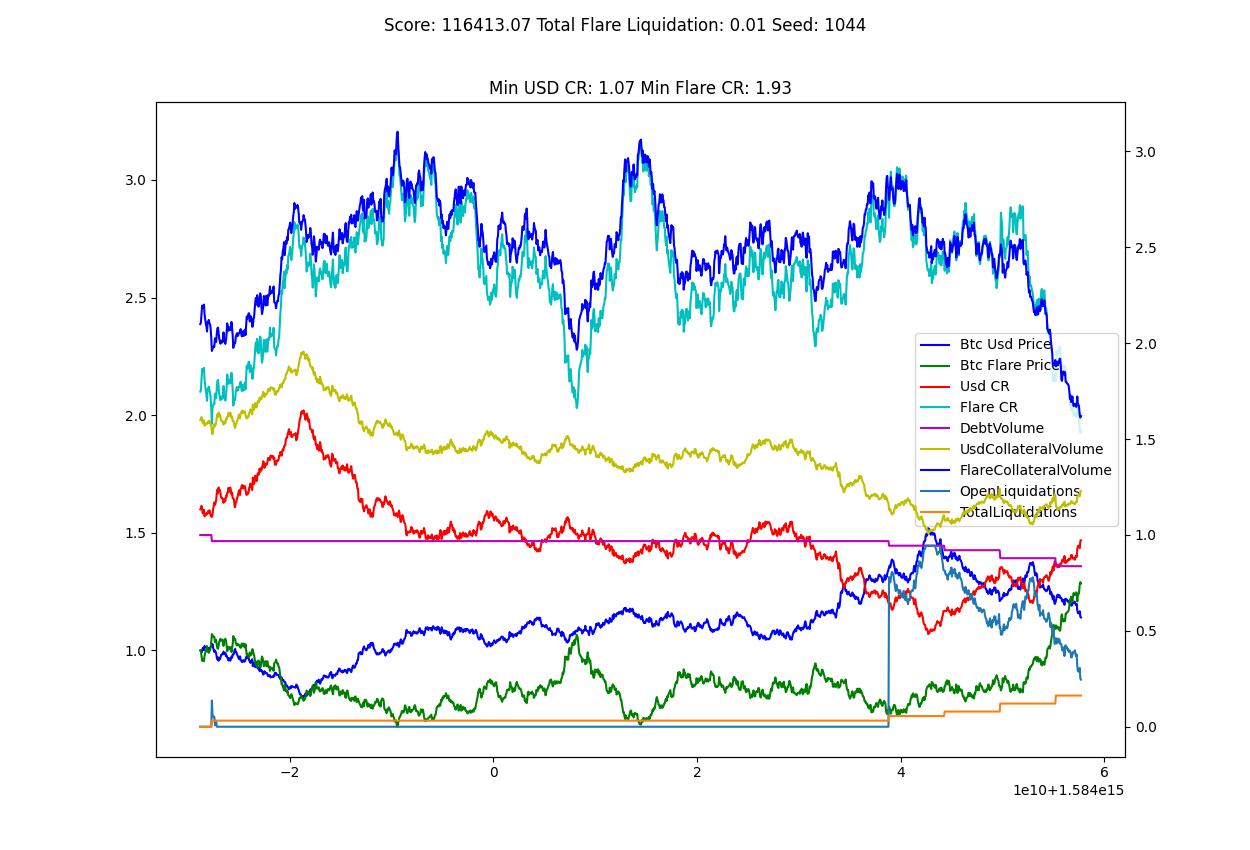 Score: 116413.07 Total Flare Liquidation: 0.01 Seed: 1044
Min USD CR: 1.07 Min Flare CR: 1.93
3.0
2.5
2.0
1.5
1.0
3.0
2.5
2.0
1.5
1.0
0.5
0.0
Btc Usd Price
Btc Flare Price
Usd CR
Flare CR
DebtVolume
UsdCollateralVolume
FlareCollateralVolume
OpenLiquidations
TotalLiquidations
−2 0 2 4 6
1e10+1.584e15